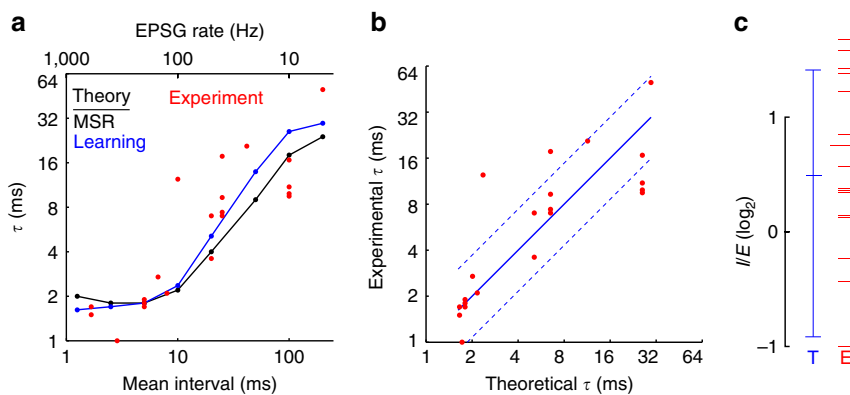 a
EPSG rate (Hz)
1,000 100 10
64
32
16
8
4
2
1
τ (ms)
Theory
MSR
Learning
Experiment
1 10 100
Mean interval (ms)
b
64
32
16
8
4
2
1
Experimental τ (ms)
1 2 4 8 16 32 64
Theoretical τ (ms)
c
1
0
−1
I/E (log2)
T E